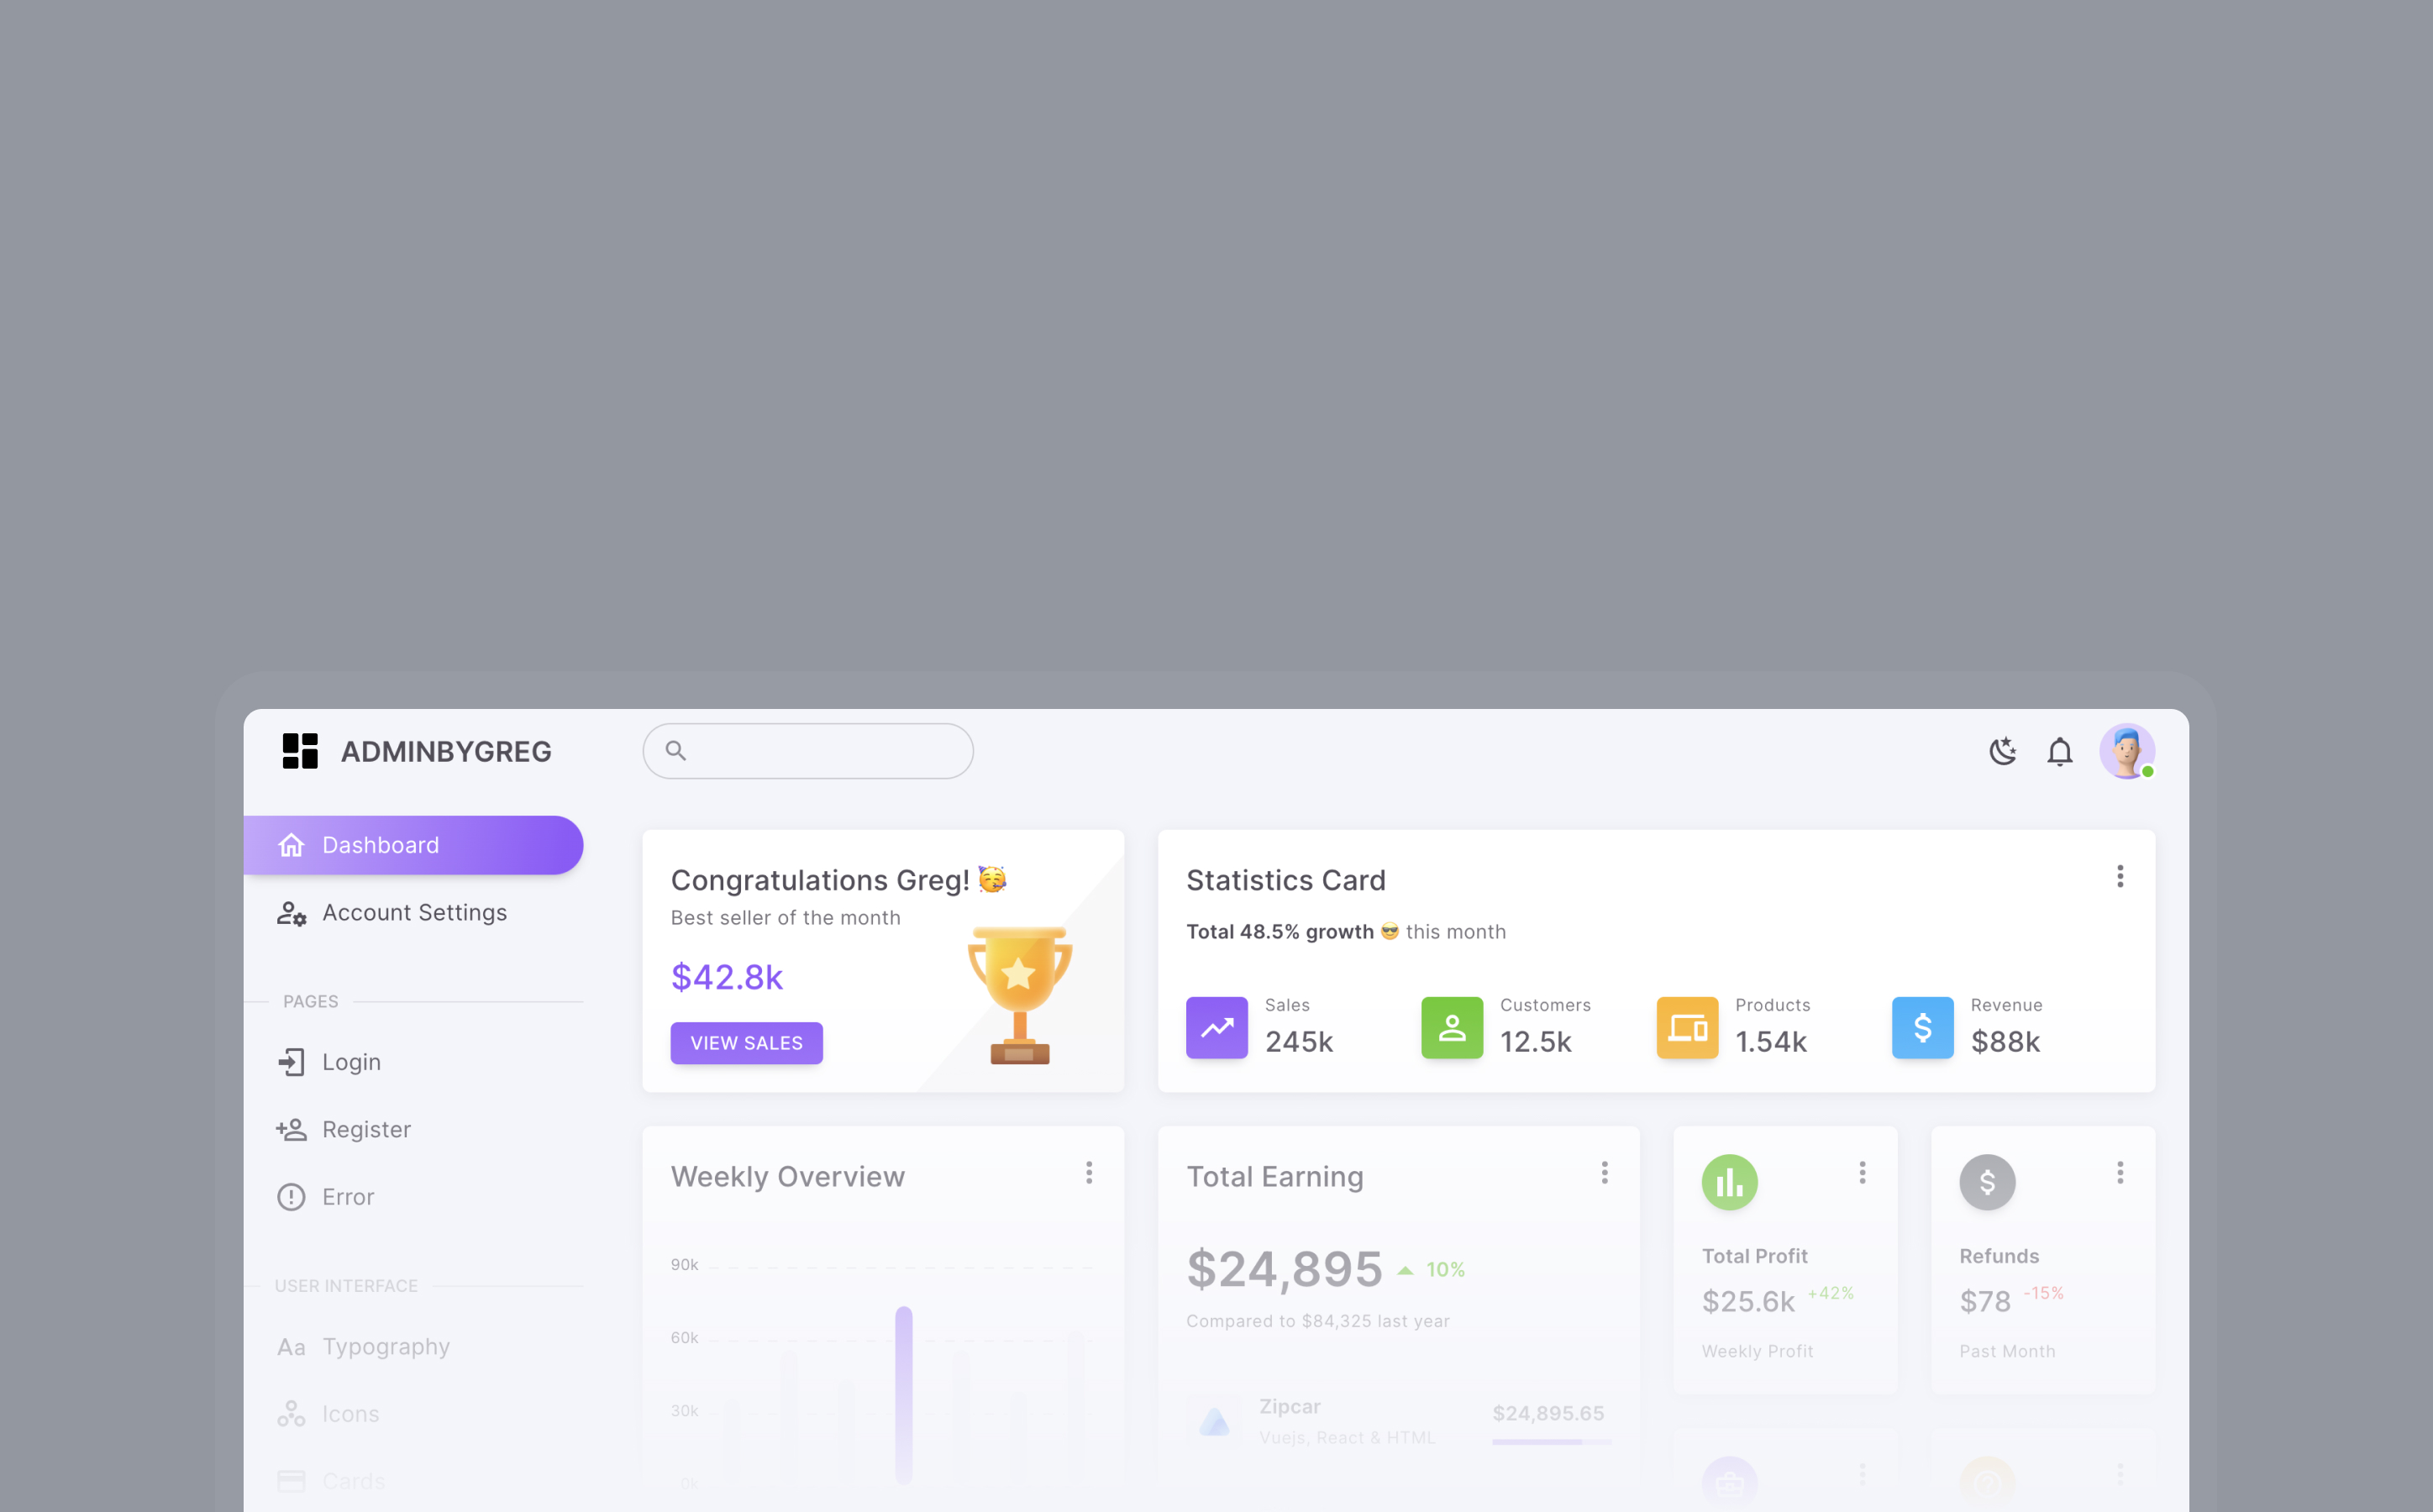 ADMINBYGREG
Dashboard
Account Settings
PAGES
Login
Register
Error
USER INTERFACE
Aa Typography
Icons
Cards
Congratulations Greg! 🥳
Best seller of the month
$42.8k
VIEW SALES
Statistics Card
Total 48.5% growth 😎 this month
Sales
245k
Customers
12.5k
Products
1.54k
Revenue
$88k
Weekly Overview
90k
60k
30k
0k
Total Earning
$24,895 10%
Compared to $84,325 last year
Zipcar
Vuejs, React & HTML
$24,895.65
Total Profit
$25.6k +42%
Weekly Profit
Refunds
$78 -15%
Past Month